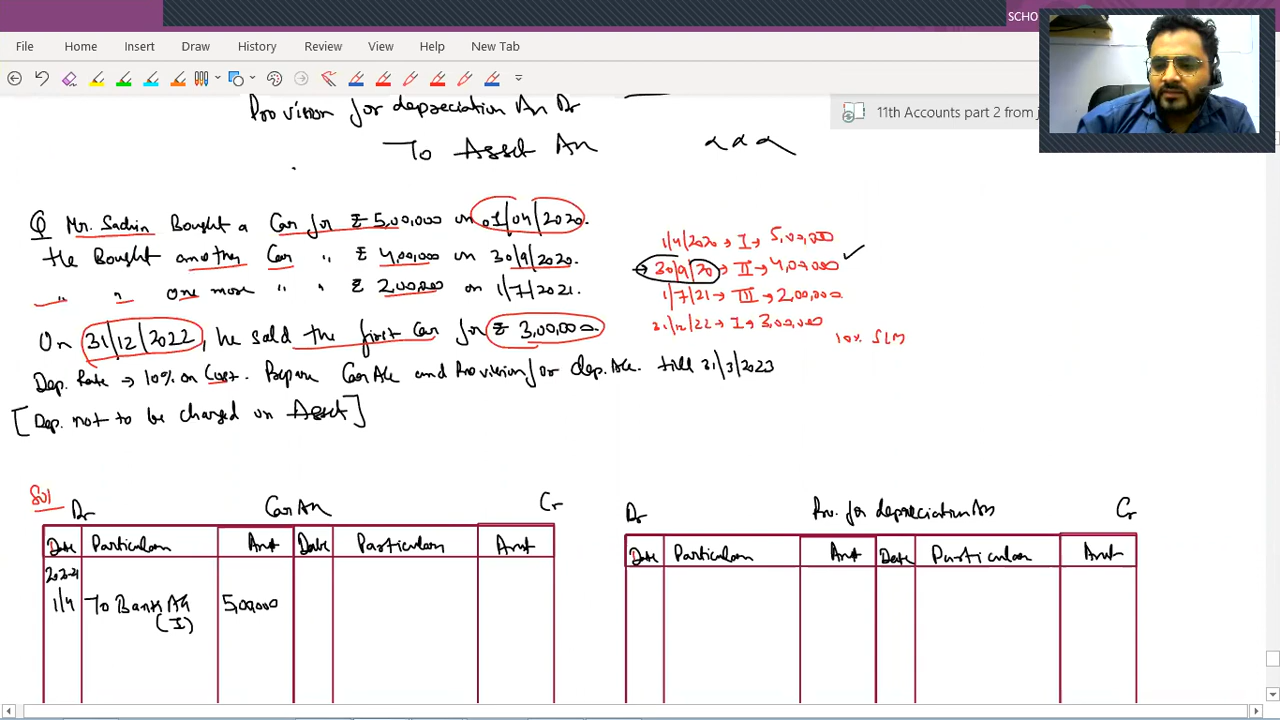 SCHO
File Home Insert Draw History Review View Help New Tab
11th Accounts part 2 from j
Provision for depreciation A/c Dr
To Asset A/c x x x
Q Mr. Sachin Bought a Car for ₹ 5,00,000 on 01/04/2020.
He Bought another Car " ₹ 4,00,000 on 30/9/2020.
" " one more " " ₹ 2,00,000 on 1/7/2021.
On 31/12/2022, he sold the first Car for ₹ 3,00,000.
Dep. Rate → 10% on Cost. Prepare Car A/c and Provision for dep. A/c. till 31/3/2023
[Dep. not to be charged on Asset]
1/4/2020 → I → 5,00,000
→ 30/9/20 → II → 4,00,000 ✓
1/7/21 → III → 2,00,000
31/12/22 → I → 3,00,000
10% SLM
Sol
Dr Car A/c Cr
Date Particulars Amt Date Particulars Amt
1/4 To Bank A/c 5,00,000
(I)
Dr Prov. for depreciation A/c Cr
Date Particulars Amt Date Particulars Amt